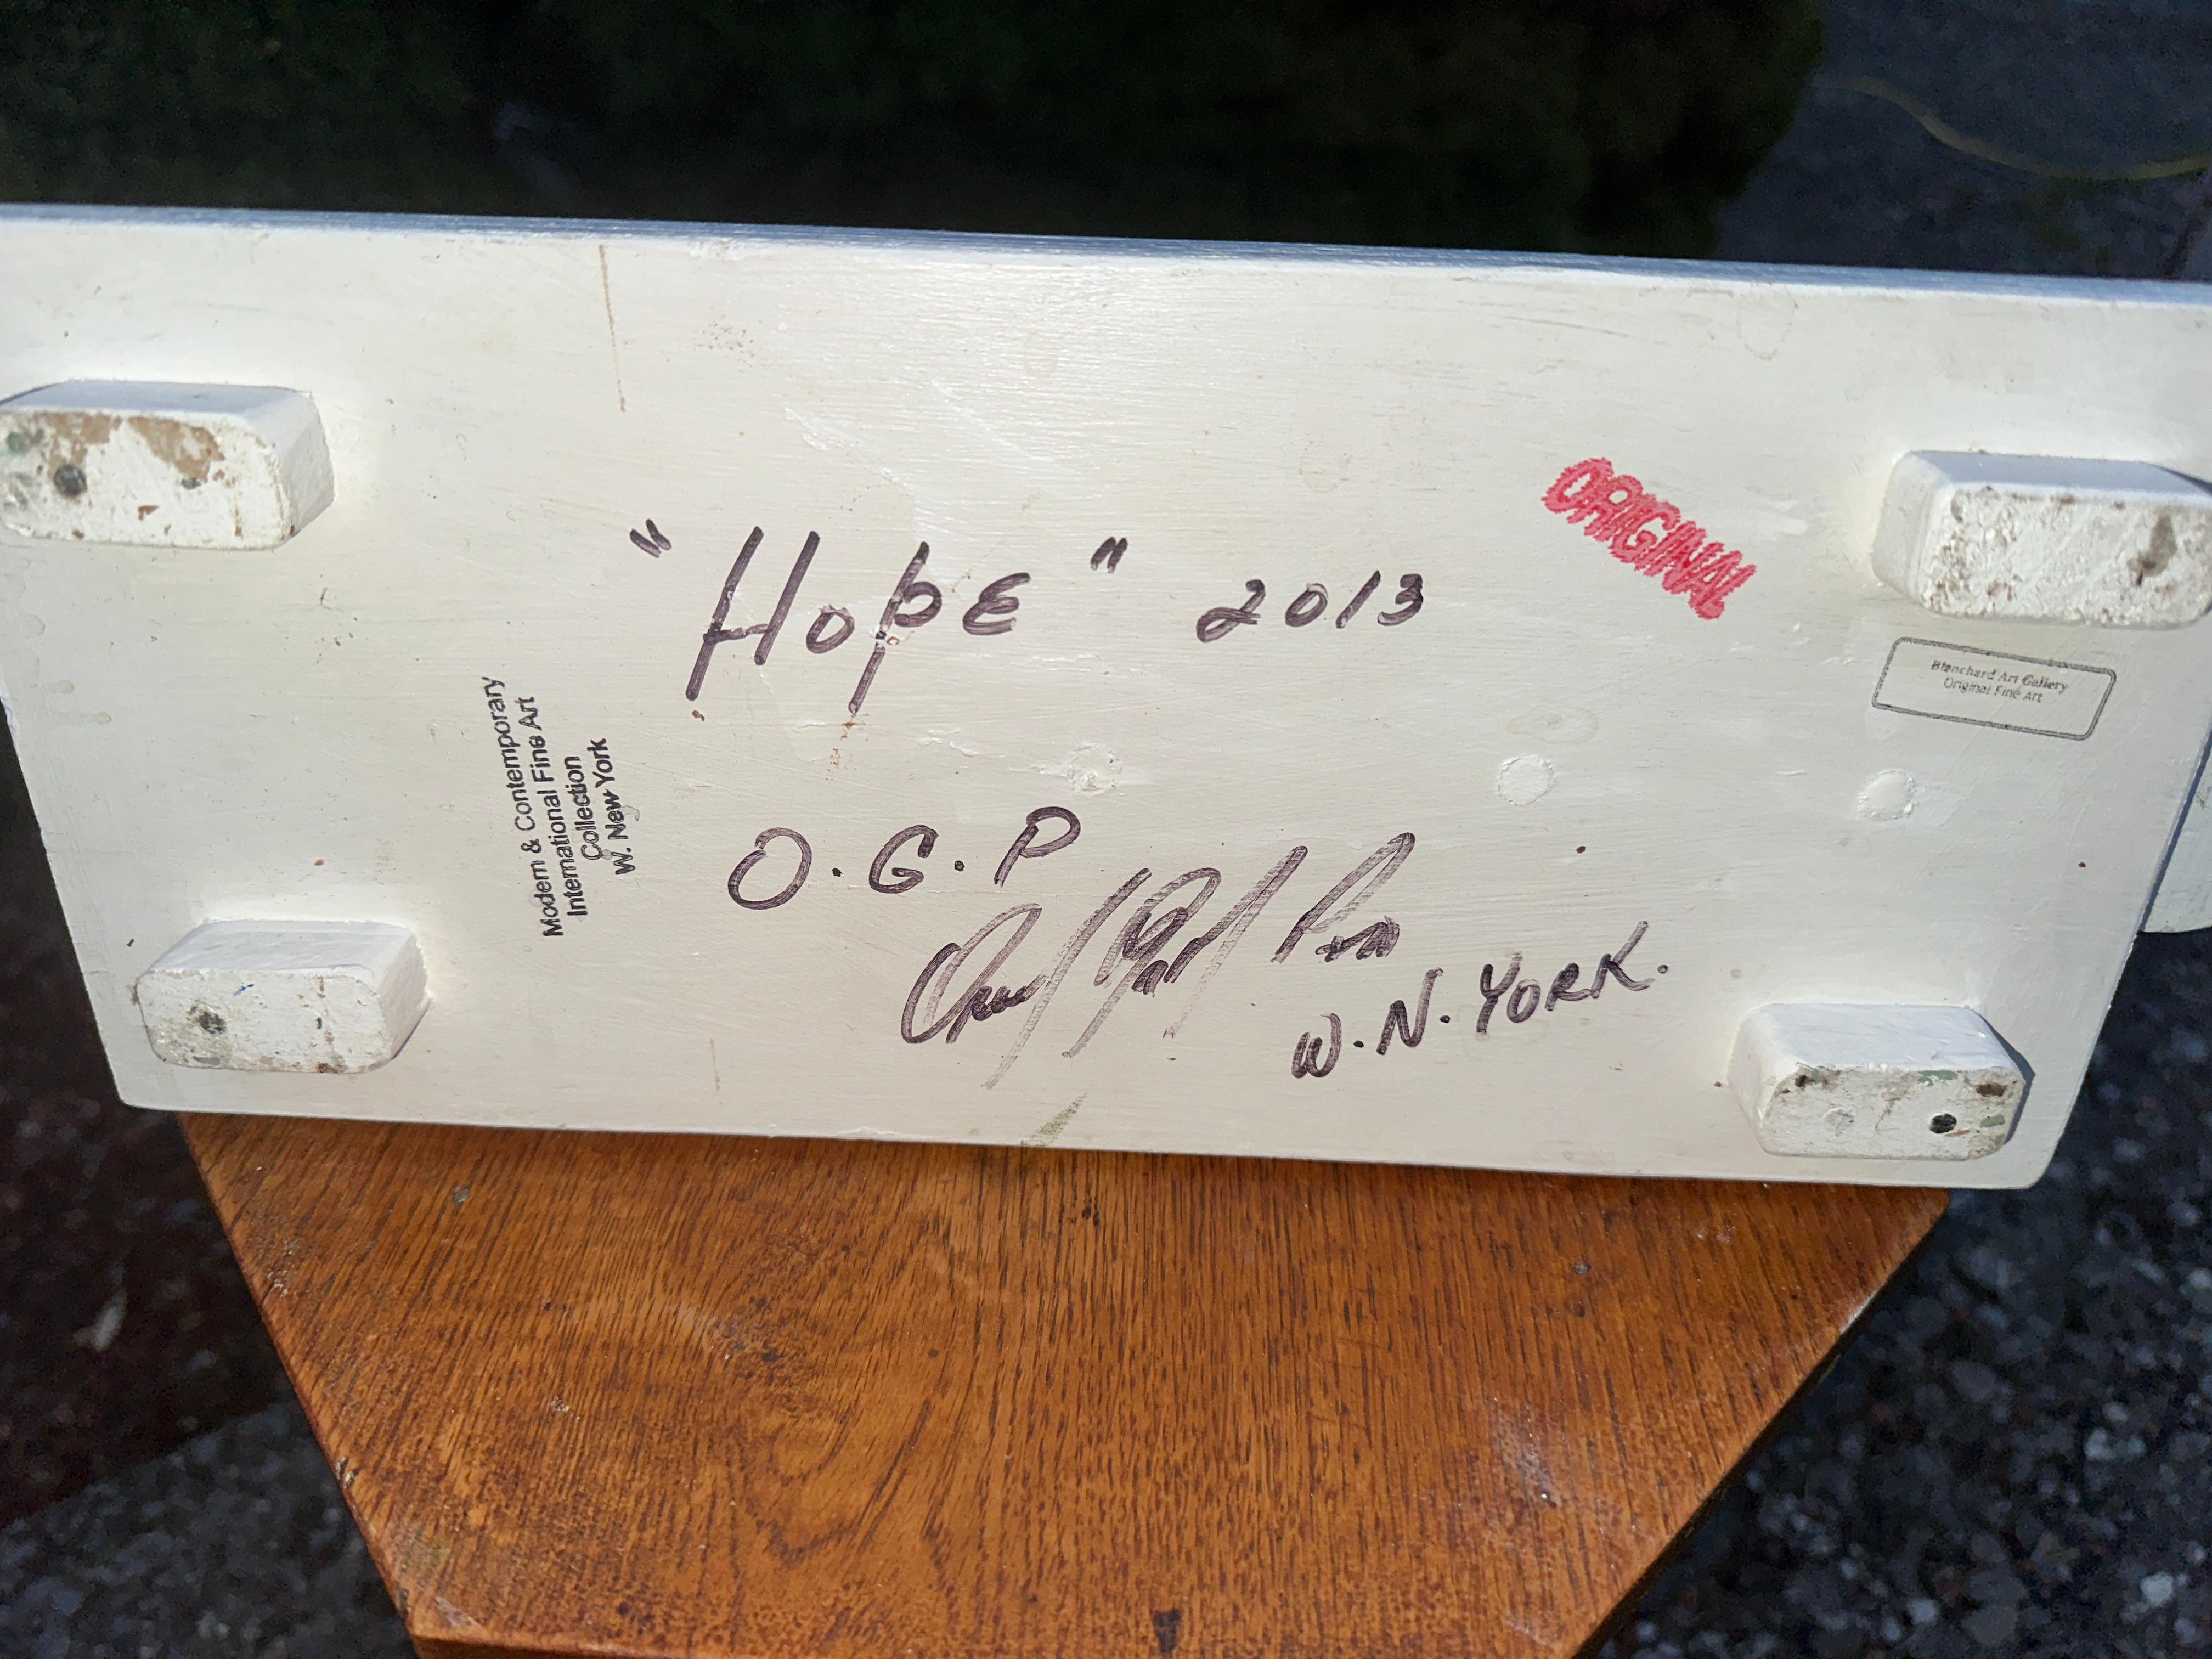 "HOPE" 2013
ORIGINAL
Blanchard Art Gallery
Original Fine Art
Modern & Contemporary
International Fine Art
Collection
W. New York
O.G.P
W.N.YORK.